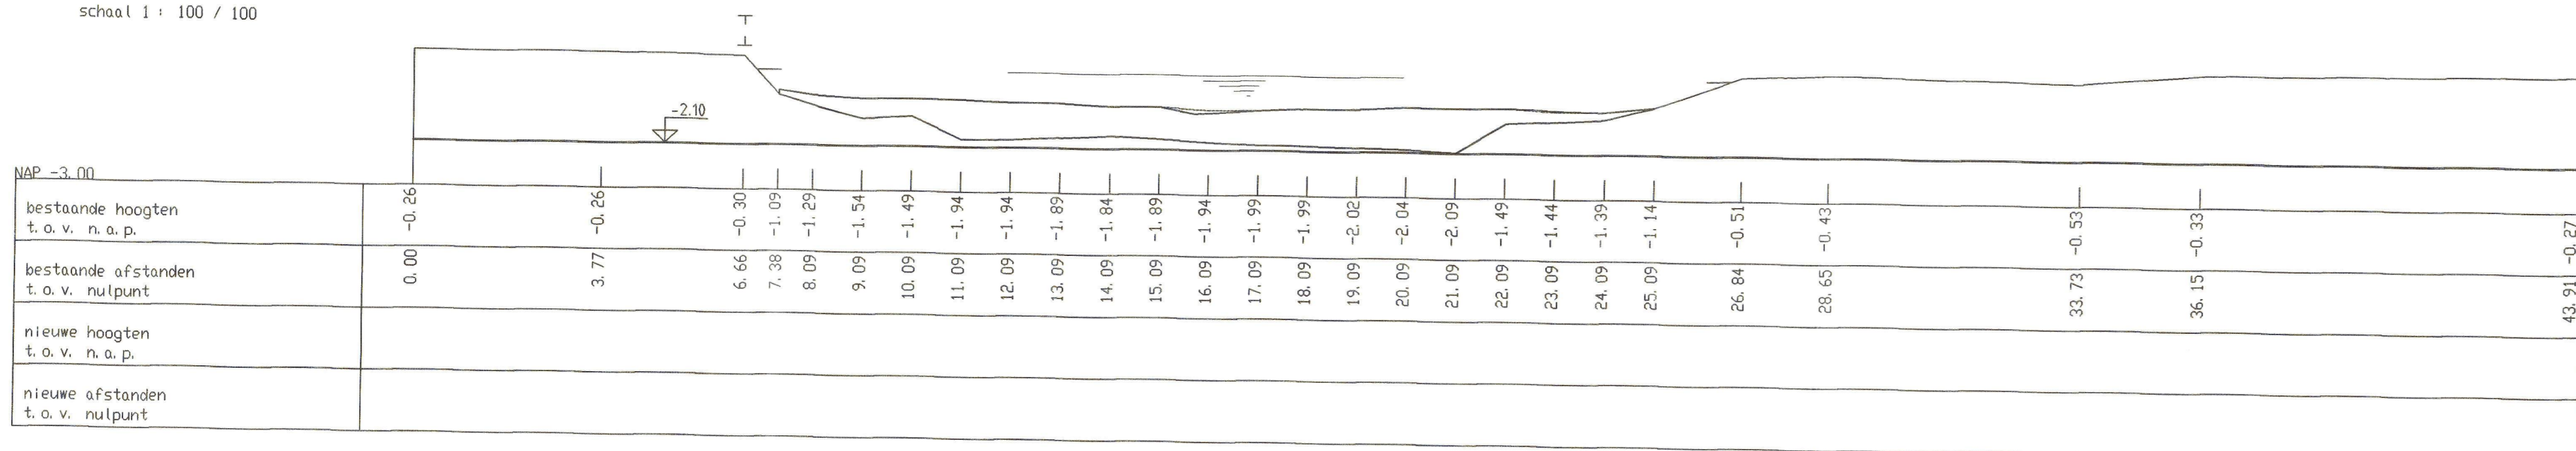 schaal 1: 100 / 100
-2.10
NAP -3.00
bestaande hoogten
t.o.v. n.a.p.
-0.26 -0.26 -0.30 -1.09 -1.29 -1.54 -1.49 -1.94 -1.94 -1.89 -1.84 -1.89 -1.94 -1.99 -1.99 -2.02 -2.04 -2.09 -1.49 -1.44 -1.39 -1.14 -0.51 -0.43 -0.53 -0.33 -0.27
bestaande afstanden
t.o.v. nulpunt
0.00 3.77 6.66 7.38 8.09 9.09 10.09 11.09 12.09 13.09 14.09 15.09 16.09 17.09 18.09 19.09 20.09 21.09 22.09 23.09 24.09 25.09 26.84 28.65 33.73 36.15 43.91
nieuwe hoogten
t.o.v. n.a.p.
nieuwe afstanden
t.o.v. nulpunt